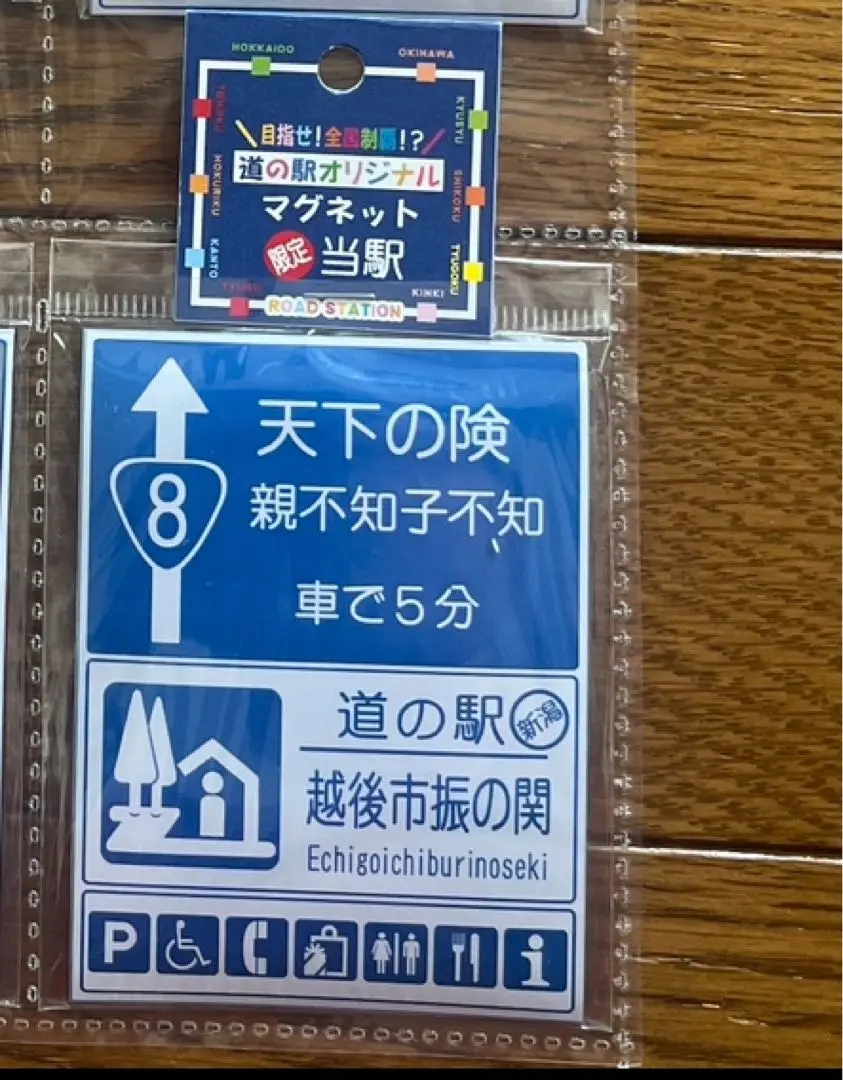 HOKKAIDO
OKINAWA
TOHOKU
KYUSYU
HOKURIKU
SHIKOKU
KANTO
TYUGOKU
KINKI
目指せ!全国制覇!?
道の駅オリジナル
マグネット
限定 当駅
ROAD STATION
8
天下の険
親不知子不知
車で5分
道の駅 新潟
越後市振の関
Echigoichiburinoseki
P
i